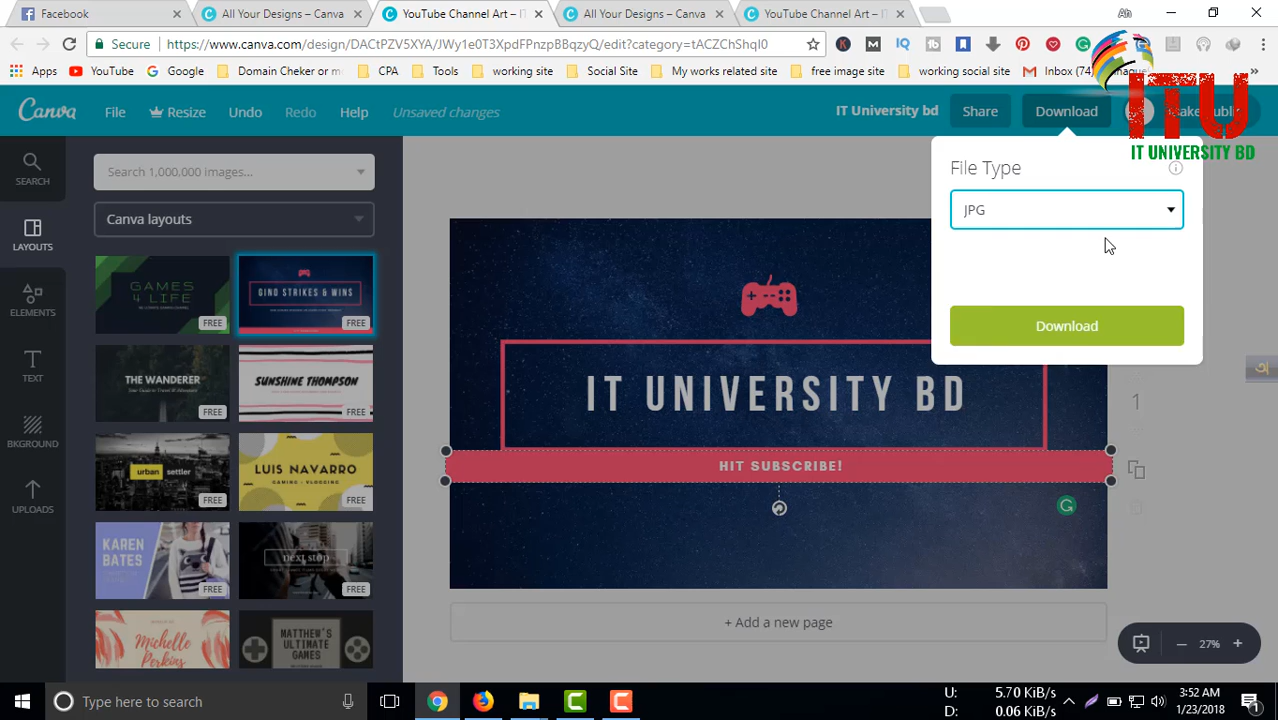 Facebook
All Your Designs – Canva
YouTube Channel Art – I
All Your Designs – Canva
YouTube Channel Art – I
Ah
Secure
https://www.canva.com/design/DACtPZV5XYA/JWy1e0T3XpdFPnzpBBqzyQ/edit?category=tACZChShqI0
Apps
YouTube
Google
Domain Cheker or m
CPA
Tools
working site
Social Site
My works related site
free image site
working social site
Inbox (74)
»
Canva
File
Resize
Undo
Redo
Help
Unsaved changes
IT University bd
Share
Download
ITU
IT UNIVERSITY BD
SEARCH
LAYOUTS
ELEMENTS
TEXT
BKGROUND
UPLOADS
Search 1,000,000 images...
Canva layouts
GAMES
4 LIFE
FREE
GINO STRIKES & WINS
FREE
THE WANDERER
FREE
SUNSHINE THOMPSON
FREE
urban settler
FREE
LUIS NAVARRO
GAMING + VLOGGING
FREE
KAREN
BATES
FREE
next stop
FREE
Michelle
Perkins
MATTHEW'S
ULTIMATE
GAMES
File Type
JPG
Download
IT UNIVERSITY BD
HIT SUBSCRIBE!
1
+ Add a new page
27%
Type here to search
U:
5.70 KiB/s
D:
0.06 KiB/s
3:52 AM
1/23/2018
1